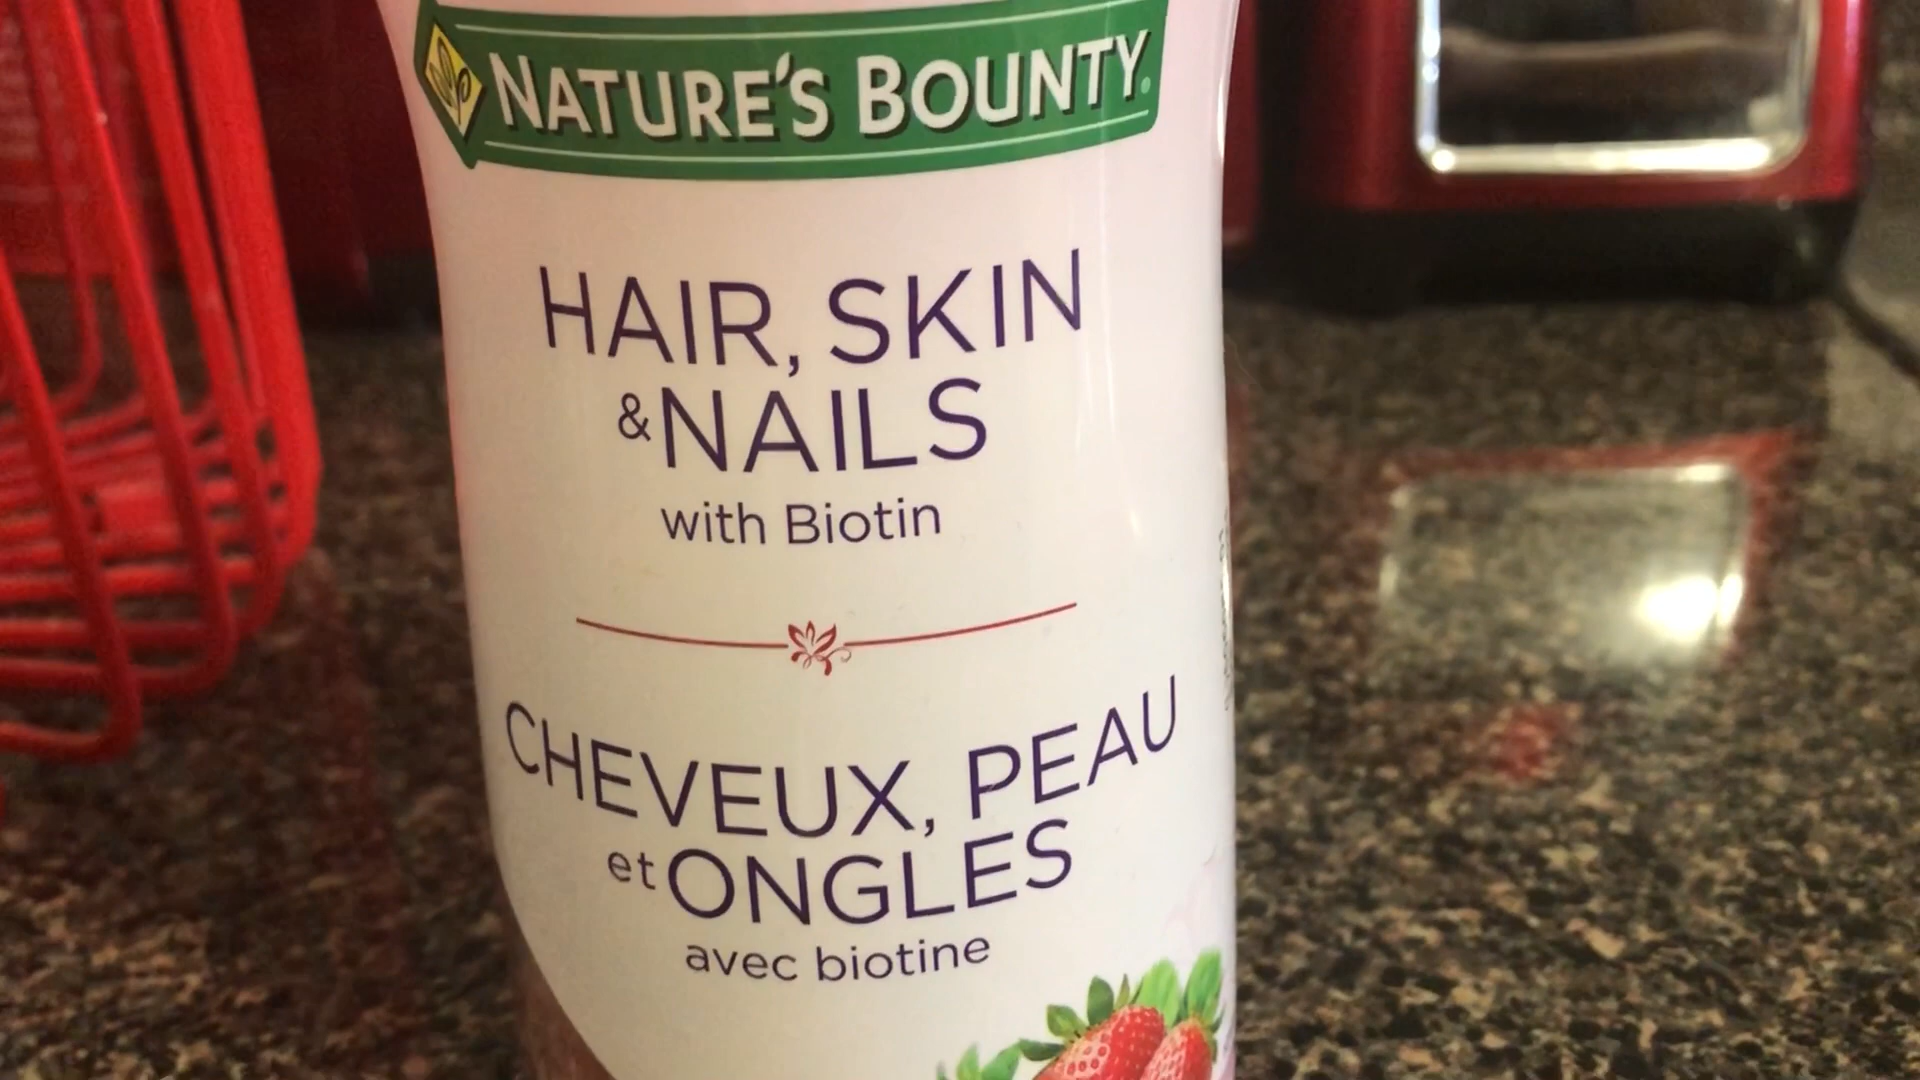 NATURE'S BOUNTY®
HAIR, SKIN
& NAILS
with Biotin
CHEVEUX, PEAU
et ONGLES
avec biotine